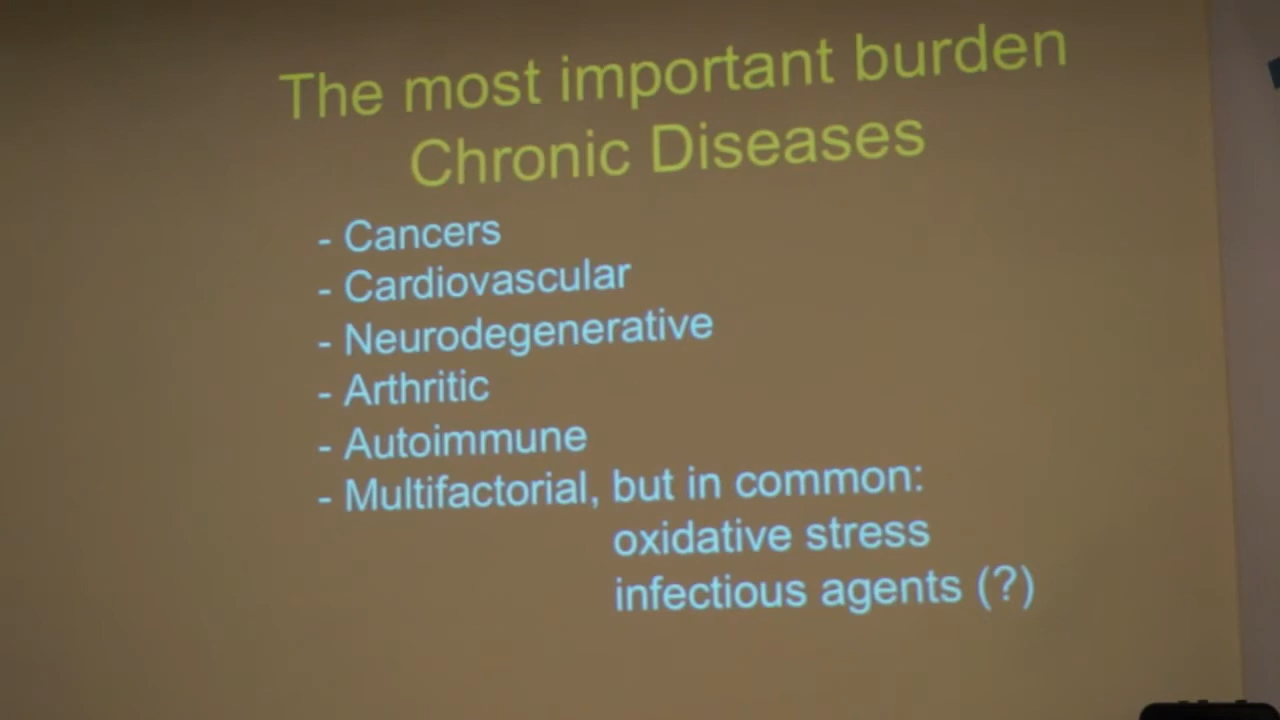 The most important burden
Chronic Diseases
- Cancers
- Cardiovascular
- Neurodegenerative
- Arthritic
- Autoimmune
- Multifactorial, but in common:
oxidative stress
infectious agents (?)